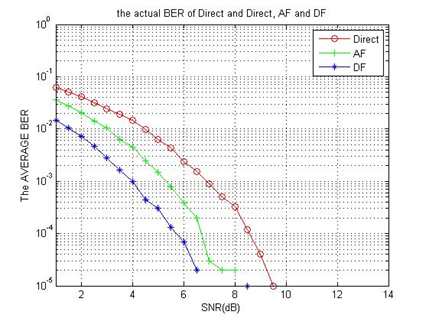 the actual BER of Direct and Direct, AF and DF
Direct
AF
DF
The AVERAGE BER
10^0
10^-1
10^-2
10^-3
10^-4
10^-5
2 4 6 8 10 12 14
SNR(dB)